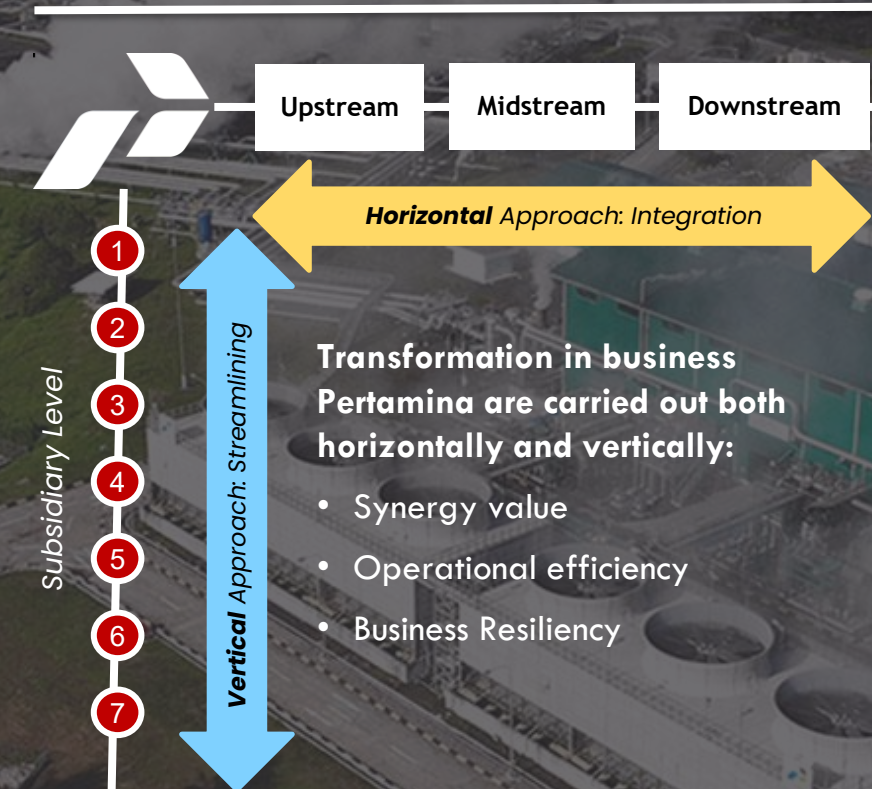 Upstream
Midstream
Downstream
Horizontal Approach: Integration
1
2
3
4
5
6
7
Subsidiary Level
Vertical Approach: Streamlining
Transformation in business
Pertamina are carried out both
horizontally and vertically:
• Synergy value
• Operational efficiency
• Business Resiliency